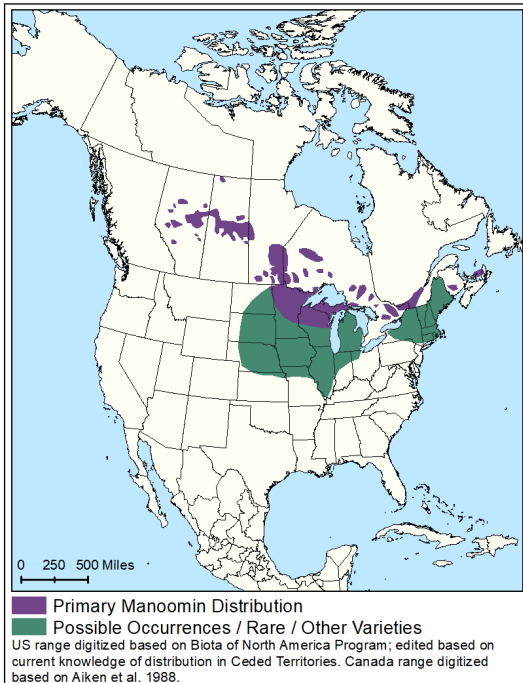 0 250 500 Miles
Primary Manoomin Distribution
Possible Occurrences / Rare / Other Varieties
US range digitized based on Biota of North America Program; edited based on
current knowledge of distribution in Ceded Territories. Canada range digitized
based on Aiken et al. 1988.